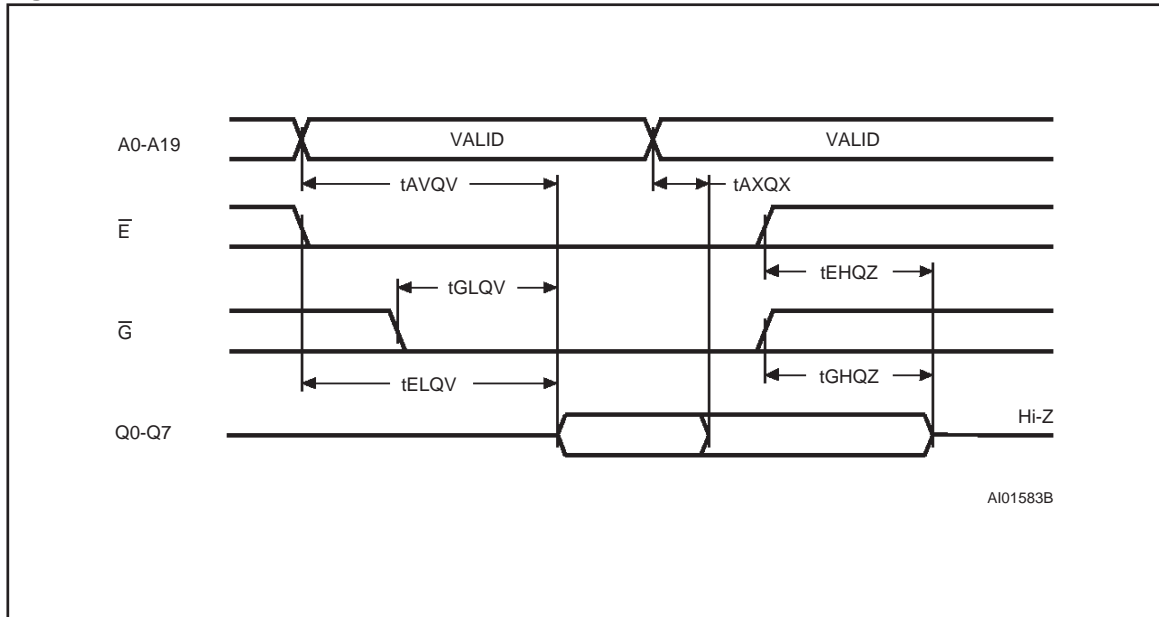 A0-A19
VALID
VALID
tAVQV
tAXQX
E̅
tEHQZ
tGLQV
G̅
tELQV
tGHQZ
Q0-Q7
Hi-Z
AI01583B